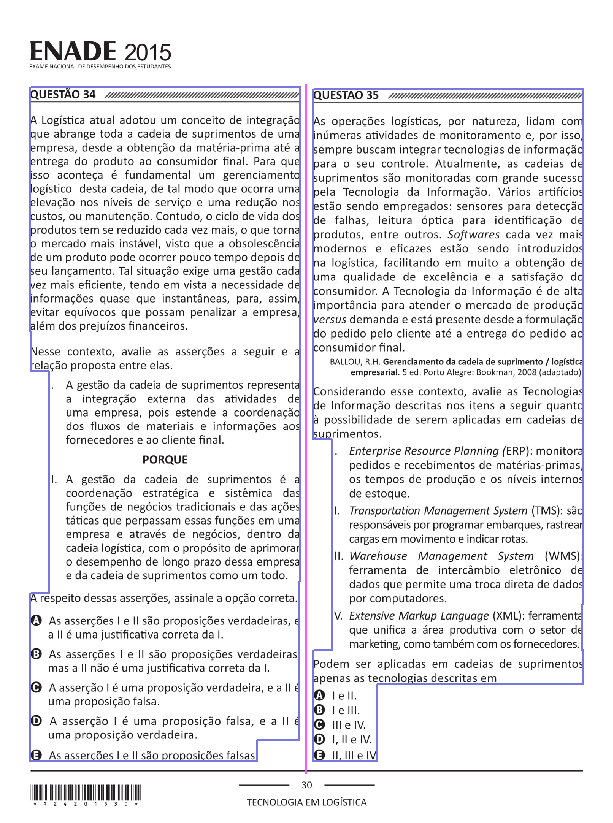 ENADE 2015
EXAME NACIONAL DE DESEMPENHO DOS ESTUDANTES
QUESTÃO 34
A Logística atual adotou um conceito de integração
que abrange toda a cadeia de suprimentos de uma
empresa, desde a obtenção da matéria-prima até a
entrega do produto ao consumidor final. Para que
isso aconteça é fundamental um gerenciamento
logístico desta cadeia, de tal modo que ocorra uma
elevação nos níveis de serviço e uma redução nos
custos, ou manutenção. Contudo, o ciclo de vida dos
produtos tem se reduzido cada vez mais, o que torna
o mercado mais instável, visto que a obsolescência
de um produto pode ocorrer pouco tempo depois do
seu lançamento. Tal situação exige uma gestão cada
vez mais eficiente, tendo em vista a necessidade de
informações quase que instantâneas, para, assim,
evitar equívocos que possam penalizar a empresa,
além dos prejuízos financeiros.
Nesse contexto, avalie as asserções a seguir e a
relação proposta entre elas.
I. A gestão da cadeia de suprimentos representa
a integração externa das atividades de
uma empresa, pois estende a coordenação
dos fluxos de materiais e informações aos
fornecedores e ao cliente final.
PORQUE
II. A gestão da cadeia de suprimentos é a
coordenação estratégica e sistêmica das
funções de negócios tradicionais e das ações
táticas que perpassam essas funções em uma
empresa e através de negócios, dentro da
cadeia logística, com o propósito de aprimorar
o desempenho de longo prazo dessa empresa
e da cadeia de suprimentos como um todo.
A respeito dessas asserções, assinale a opção correta.
A As asserções I e II são proposições verdadeiras, e
a II é uma justificativa correta da I.
B As asserções I e II são proposições verdadeiras,
mas a II não é uma justificativa correta da I.
C A asserção I é uma proposição verdadeira, e a II é
uma proposição falsa.
D A asserção I é uma proposição falsa, e a II é
uma proposição verdadeira.
E As asserções I e II são proposições falsas.
QUESTÃO 35
As operações logísticas, por natureza, lidam com
inúmeras atividades de monitoramento e, por isso,
sempre buscam integrar tecnologias de informação
para o seu controle. Atualmente, as cadeias de
suprimentos são monitoradas com grande sucesso
pela Tecnologia da Informação. Vários artifícios
estão sendo empregados: sensores para detecção
de falhas, leitura óptica para identificação de
produtos, entre outros. Softwares cada vez mais
modernos e eficazes estão sendo introduzidos
na logística, facilitando em muito a obtenção de
uma qualidade de excelência e a satisfação do
consumidor. A Tecnologia da Informação é de alta
importância para atender o mercado de produção
versus demanda e está presente desde a formulação
do pedido pelo cliente até a entrega do pedido ao
consumidor final.
BALLOU, R.H. Gerenciamento da cadeia de suprimento / logística
empresarial. 5 ed. Porto Alegre: Bookman, 2008 (adaptado).
Considerando esse contexto, avalie as Tecnologias
de Informação descritas nos itens a seguir quanto
à possibilidade de serem aplicadas em cadeias de
suprimentos.
I. Enterprise Resource Planning (ERP): monitora
pedidos e recebimentos de matérias-primas,
os tempos de produção e os níveis internos
de estoque.
II. Transportation Management System (TMS): são
responsáveis por programar embarques, rastrear
cargas em movimento e indicar rotas.
III. Warehouse Management System (WMS):
ferramenta de intercâmbio eletrônico de
dados que permite uma troca direta de dados
por computadores.
IV. Extensive Markup Language (XML): ferramenta
que unifica a área produtiva com o setor de
marketing, como também com os fornecedores.
Podem ser aplicadas em cadeias de suprimentos
apenas as tecnologias descritas em
A I e II.
B I e III.
C III e IV.
D I, II e IV.
E II, III e IV.
30
TECNOLOGIA EM LOGÍSTICA